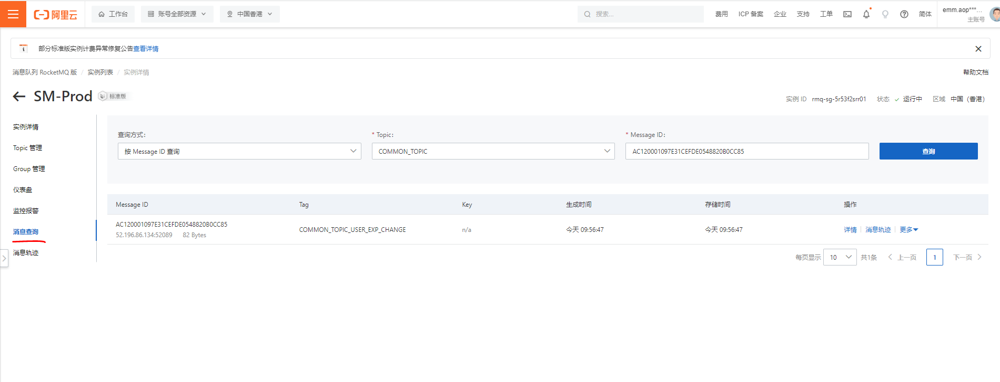 阿里云 工作台 账号全部资源 中国香港 搜索... 费用 ICP 备案 企业 支持 工单 简体 emm.aop***...
主账号
部分标准版实例计费异常修复公告查看详情
消息队列 RocketMQ 版 / 实例列表 / 实例详情 帮助文档
SM-Prod 标准版 实例 ID rmq-sg-5r53f2srr01 状态 运行中 区域 中国（香港）
实例详情
Topic 管理
Group 管理
仪表盘
监控报警
消息查询
消息轨迹
查询方式： * Topic： * Message ID：
按 Message ID 查询 COMMON_TOPIC AC120001097E31CEFDE0548820B0CC85 查询
Message ID Tag Key 生成时间 存储时间 操作
AC120001097E31CEFDE0548820B0CC85
52.196.86.134:52089 82 Bytes
COMMON_TOPIC_USER_EXP_CHANGE n/a 今天 09:56:47 今天 09:56:47 详情 消息轨迹 更多
每页显示 10 共1条 上一页 1 下一页